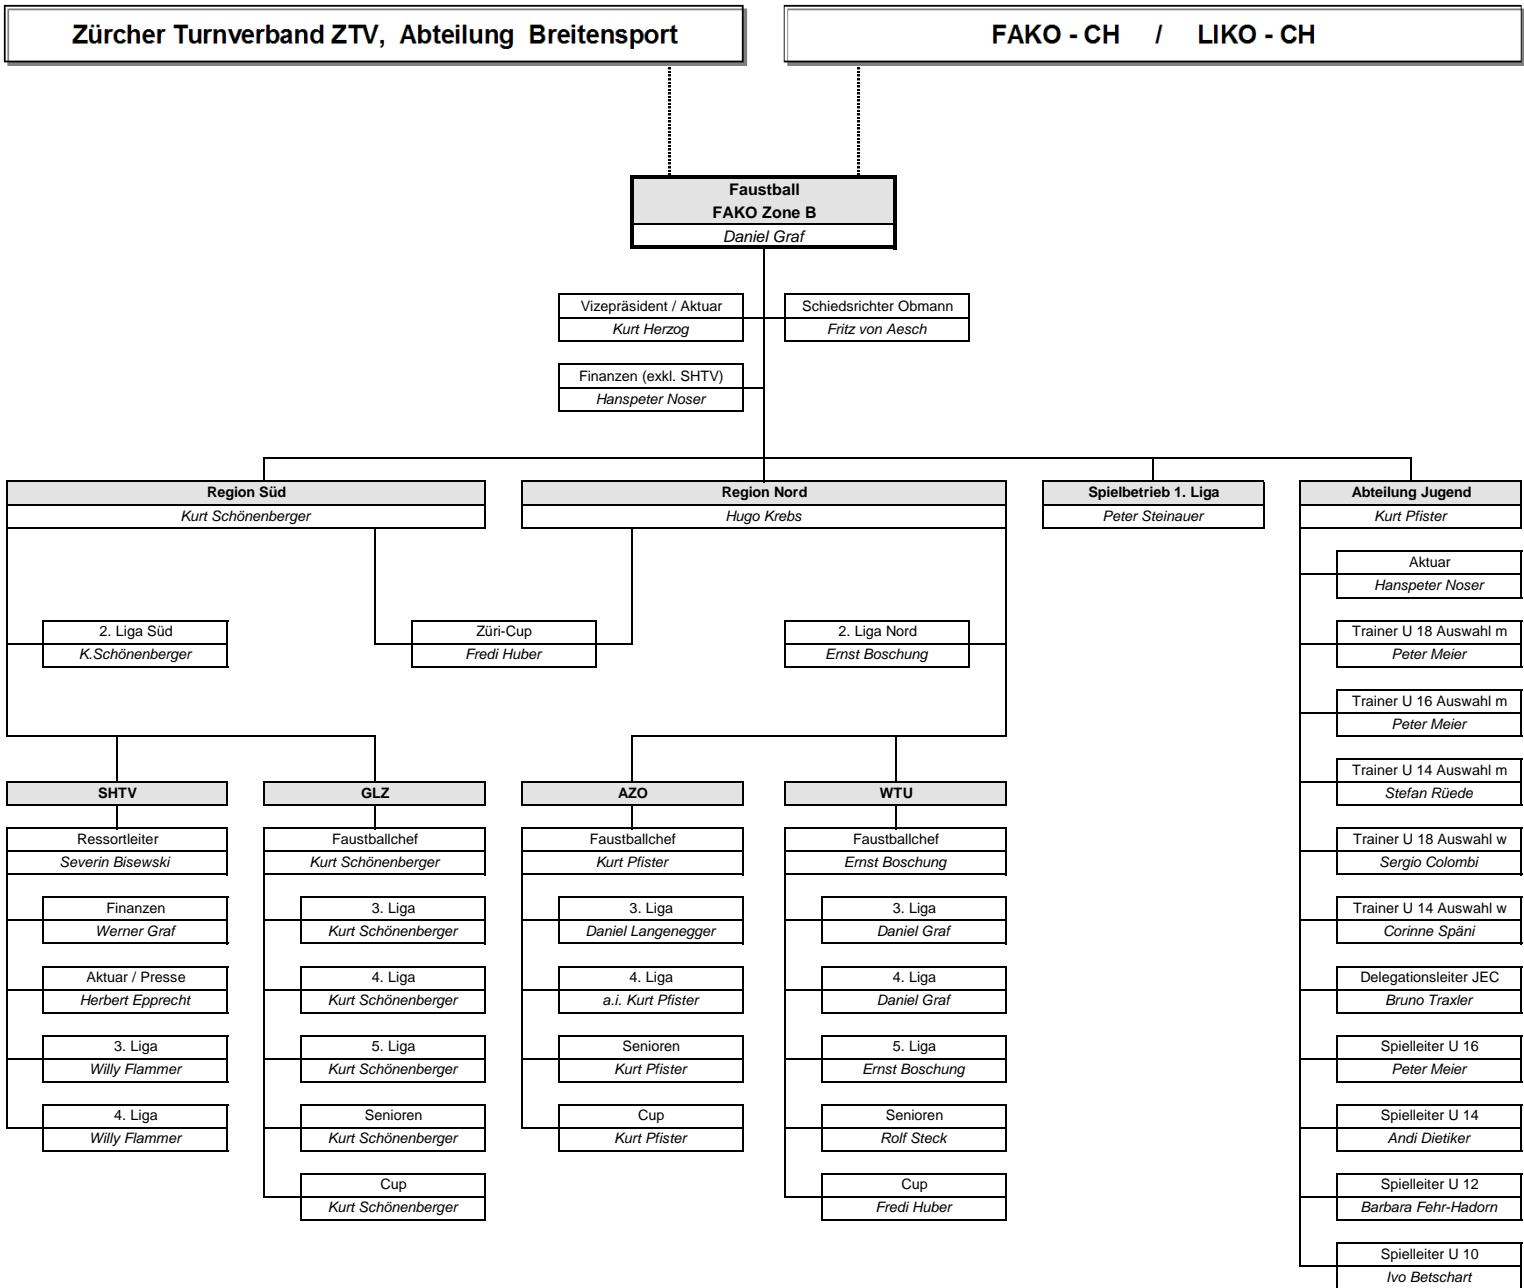 Zürcher Turnverband ZTV, Abteilung Breitensport
FAKO - CH / LIKO - CH
Faustball
FAKO Zone B
Daniel Graf
Vizepräsident / Aktuar
Kurt Herzog
Schiedsrichter Obmann
Fritz von Aesch
Finanzen (exkl. SHTV)
Hanspeter Noser
Region Süd
Kurt Schönenberger
Region Nord
Hugo Krebs
Spielbetrieb 1. Liga
Peter Steinauer
Abteilung Jugend
Kurt Pfister
2. Liga Süd
K.Schönenberger
Züri-Cup
Fredi Huber
2. Liga Nord
Ernst Boschung
SHTV
Ressortleiter
Severin Bisewski
Finanzen
Werner Graf
Aktuar / Presse
Herbert Epprecht
3. Liga
Willy Flammer
4. Liga
Willy Flammer
GLZ
Faustballchef
Kurt Schönenberger
3. Liga
Kurt Schönenberger
4. Liga
Kurt Schönenberger
5. Liga
Kurt Schönenberger
Senioren
Kurt Schönenberger
Cup
Kurt Schönenberger
AZO
Faustballchef
Kurt Pfister
3. Liga
Daniel Langenegger
4. Liga
a.i. Kurt Pfister
Senioren
Kurt Pfister
Cup
Kurt Pfister
WTU
Faustballchef
Ernst Boschung
3. Liga
Daniel Graf
4. Liga
Daniel Graf
5. Liga
Ernst Boschung
Senioren
Rolf Steck
Cup
Fredi Huber
Aktuar
Hanspeter Noser
Trainer U 18 Auswahl m
Peter Meier
Trainer U 16 Auswahl m
Peter Meier
Trainer U 14 Auswahl m
Stefan Rüede
Trainer U 18 Auswahl w
Sergio Colombi
Trainer U 14 Auswahl w
Corinne Späni
Delegationsleiter JEC
Bruno Traxler
Spielleiter U 16
Peter Meier
Spielleiter U 14
Andi Dietiker
Spielleiter U 12
Barbara Fehr-Hadorn
Spielleiter U 10
Ivo Betschart